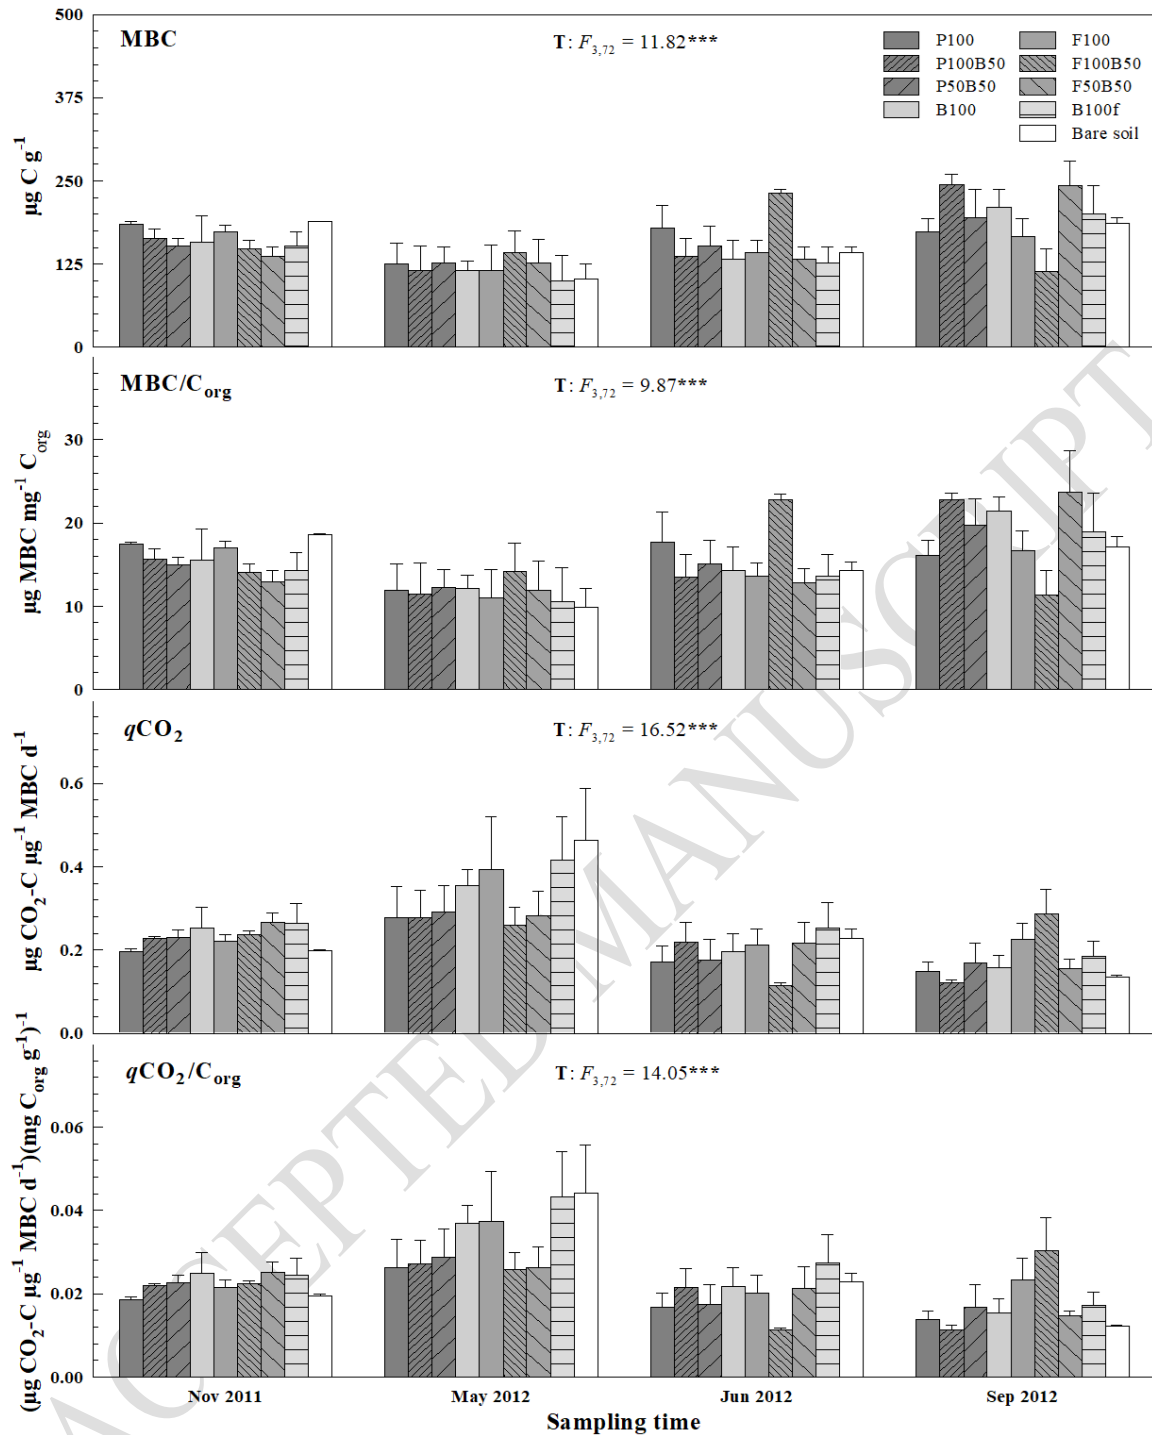 MBC
T: F3,72 = 11.82***
P100
F100
P100B50
F100B50
P50B50
F50B50
B100
B100f
Bare soil
500
375
250
125
0
µg C g-1
MBC/Corg
T: F3,72 = 9.87***
30
20
10
0
µg MBC mg-1 Corg
qCO2
T: F3,72 = 16.52***
0.6
0.4
0.2
0.0
µg CO2-C µg-1 MBC d-1
qCO2/Corg
T: F3,72 = 14.05***
0.06
0.04
0.02
0.00
(µg CO2-C µg-1 MBC d-1)(mg Corg g-1)-1
Nov 2011 May 2012 Jun 2012 Sep 2012
Sampling time
ACCEPTED MANUSCRIPT